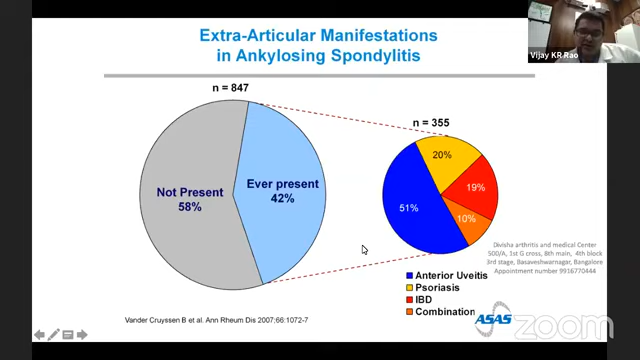 Extra-Articular Manifestations
in Ankylosing Spondylitis
Vijay KR Rao
n = 847
n = 355
Not Present
58%
Ever present
42%
20%
19%
51%
10%
Divisha arthritis and medical Center
500/A, 1st G cross, 8th main, 4th block
3rd stage, Basaveshwarnagar, Bangalore
Appointment number 9916770444
Anterior Uveitis
Psoriasis
IBD
Combination
Vander Cruyssen B et al. Ann Rheum Dis 2007;66:1072-7
ASAS
zoom